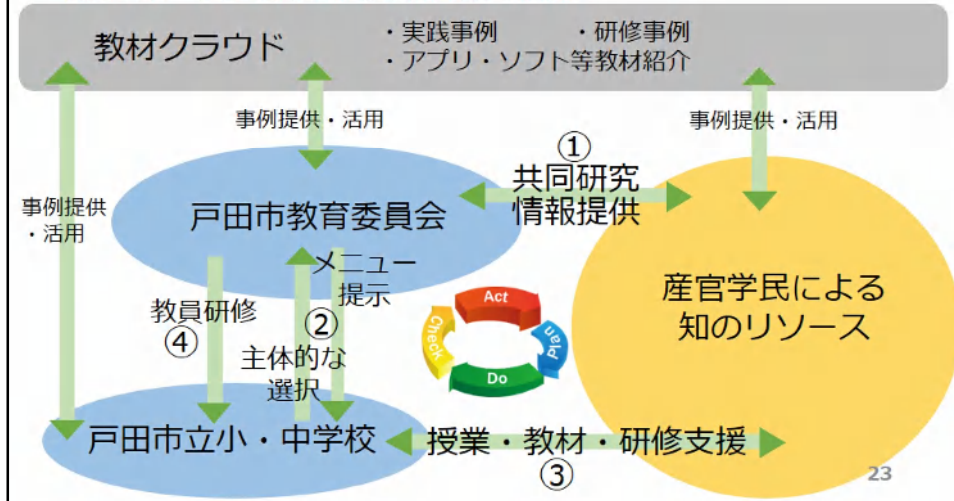 教材クラウド
・実践事例　・研修事例
・アプリ・ソフト等教材紹介
事例提供・活用
事例提供・活用
事例提供
・活用
①
共同研究
情報提供
戸田市教育委員会
メニュー
提示
教員研修
④
②
主体的な
選択
Act
Plan
Do
Check
産官学民による
知のリソース
戸田市立小・中学校
授業・教材・研修支援
③
23